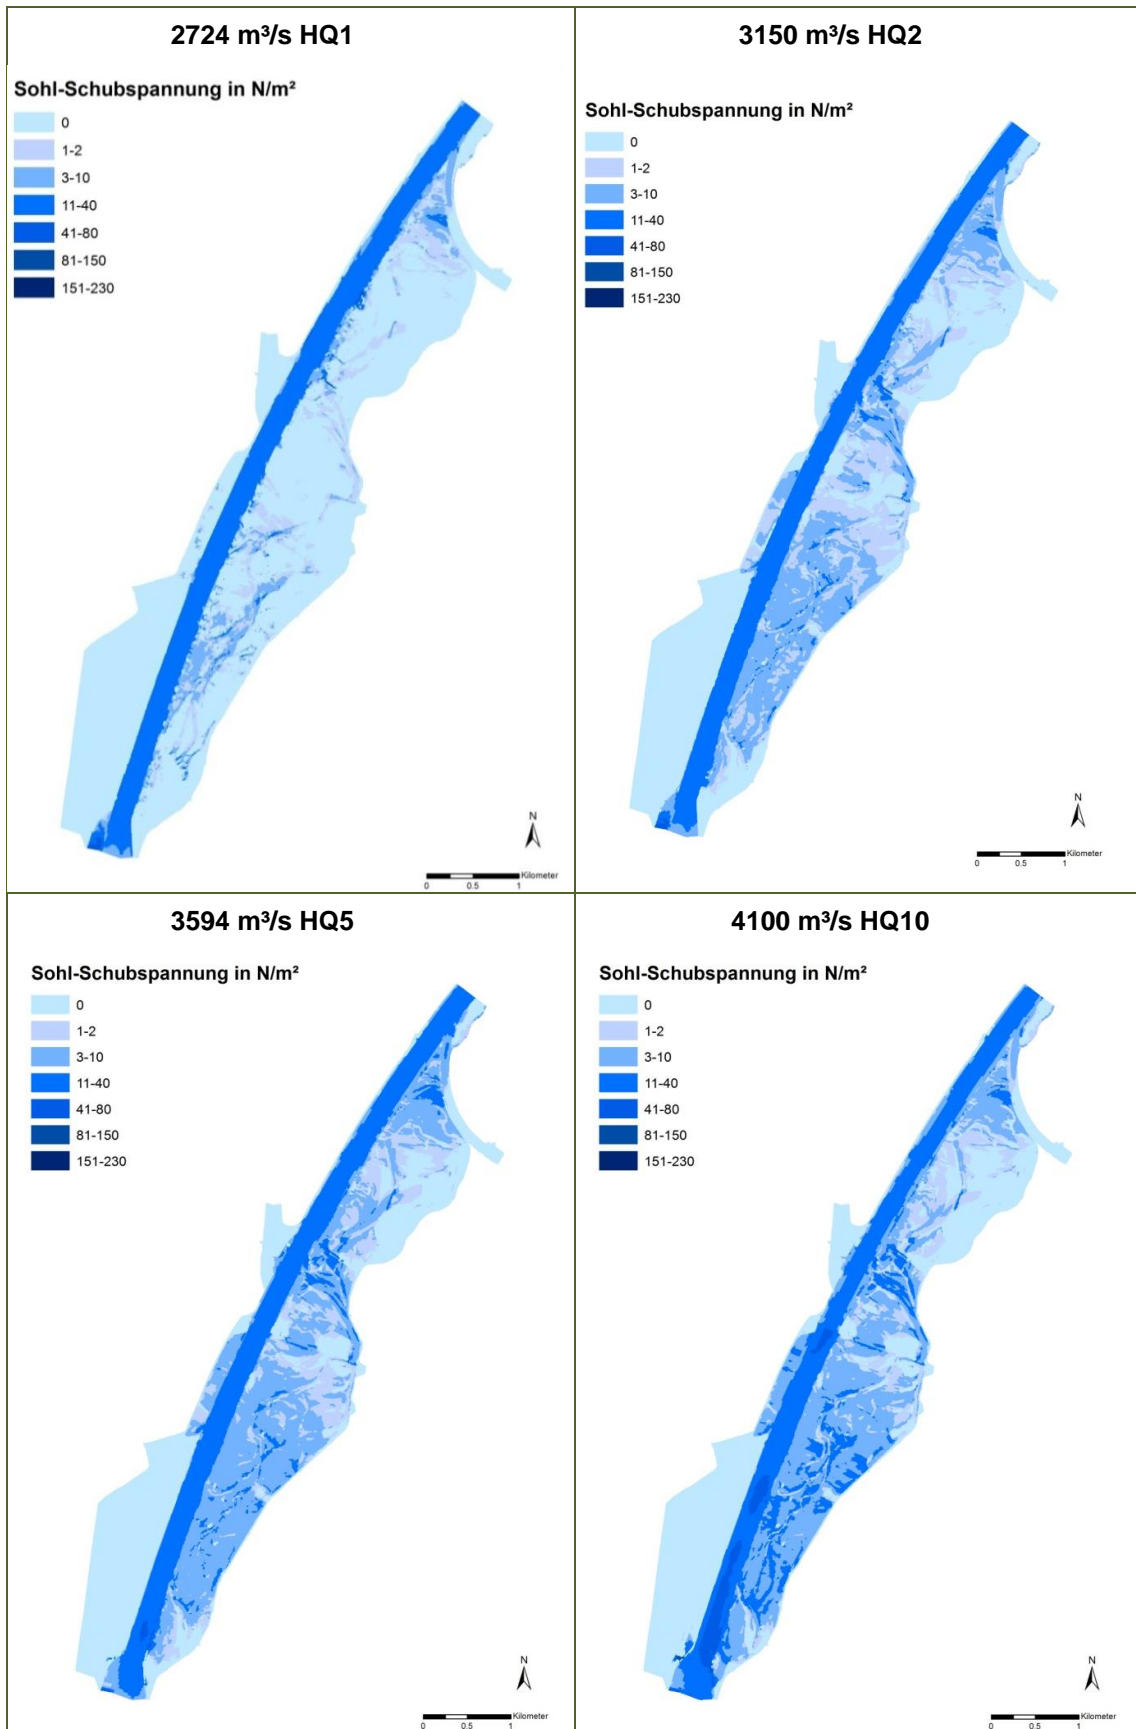 2724 m³/s HQ1
Sohl-Schubspannung in N/m²
0
1-2
3-10
11-40
41-80
81-150
151-230
N
Kilometer
0 0.5 1
3150 m³/s HQ2
Sohl-Schubspannung in N/m²
0
1-2
3-10
11-40
41-80
81-150
151-230
N
Kilometer
0 0.5 1
3594 m³/s HQ5
Sohl-Schubspannung in N/m²
0
1-2
3-10
11-40
41-80
81-150
151-230
N
Kilometer
0 0.5 1
4100 m³/s HQ10
Sohl-Schubspannung in N/m²
0
1-2
3-10
11-40
41-80
81-150
151-230
N
Kilometer
0 0.5 1